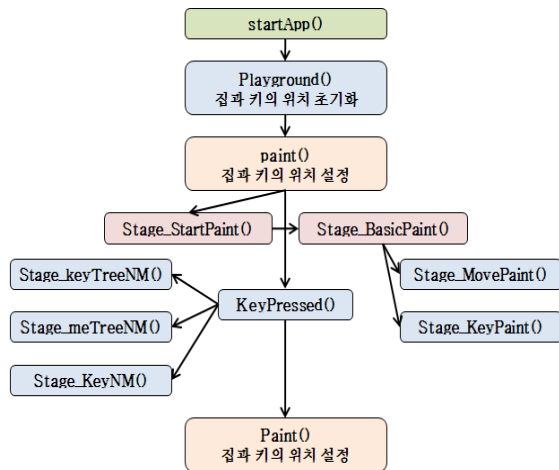 startApp()
Playground()
집과 키의 위치 초기화
paint()
집과 키의 위치 설정
Stage_StartPaint()
Stage_BasicPaint()
Stage_keyTreeNM()
Stage_MovePaint()
KeyPressed()
Stage_meTreeNM()
Stage_KeyPaint()
Stage_KeyNM()
Paint()
집과 키의 위치 설정